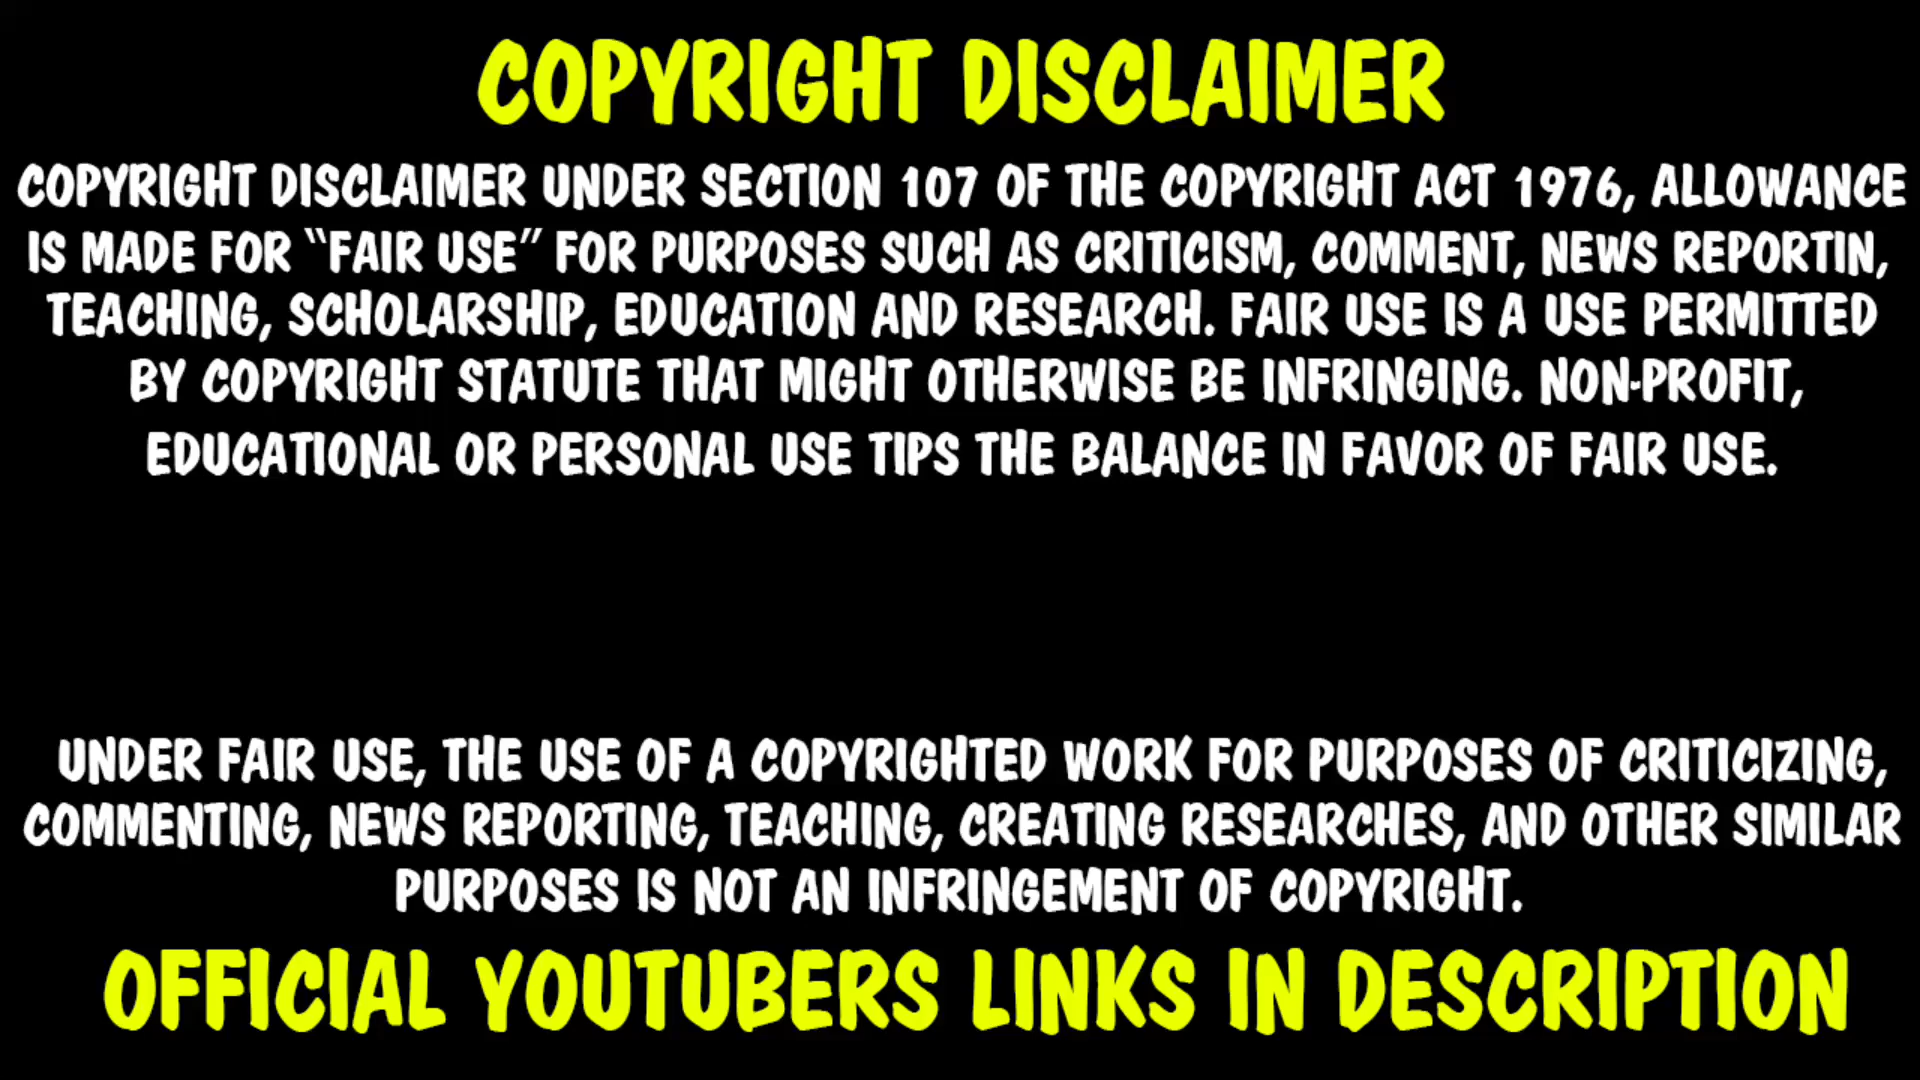 COPYRIGHT DISCLAIMER
COPYRIGHT DISCLAIMER UNDER SECTION 107 OF THE COPYRIGHT ACT 1976, ALLOWANCE
IS MADE FOR “FAIR USE” FOR PURPOSES SUCH AS CRITICISM, COMMENT, NEWS REPORTIN,
TEACHING, SCHOLARSHIP, EDUCATION AND RESEARCH. FAIR USE IS A USE PERMITTED
BY COPYRIGHT STATUTE THAT MIGHT OTHERWISE BE INFRINGING. NON-PROFIT,
EDUCATIONAL OR PERSONAL USE TIPS THE BALANCE IN FAVOR OF FAIR USE.
UNDER FAIR USE, THE USE OF A COPYRIGHTED WORK FOR PURPOSES OF CRITICIZING,
COMMENTING, NEWS REPORTING, TEACHING, CREATING RESEARCHES, AND OTHER SIMILAR
PURPOSES IS NOT AN INFRINGEMENT OF COPYRIGHT.
OFFICIAL YOUTUBERS LINKS IN DESCRIPTION